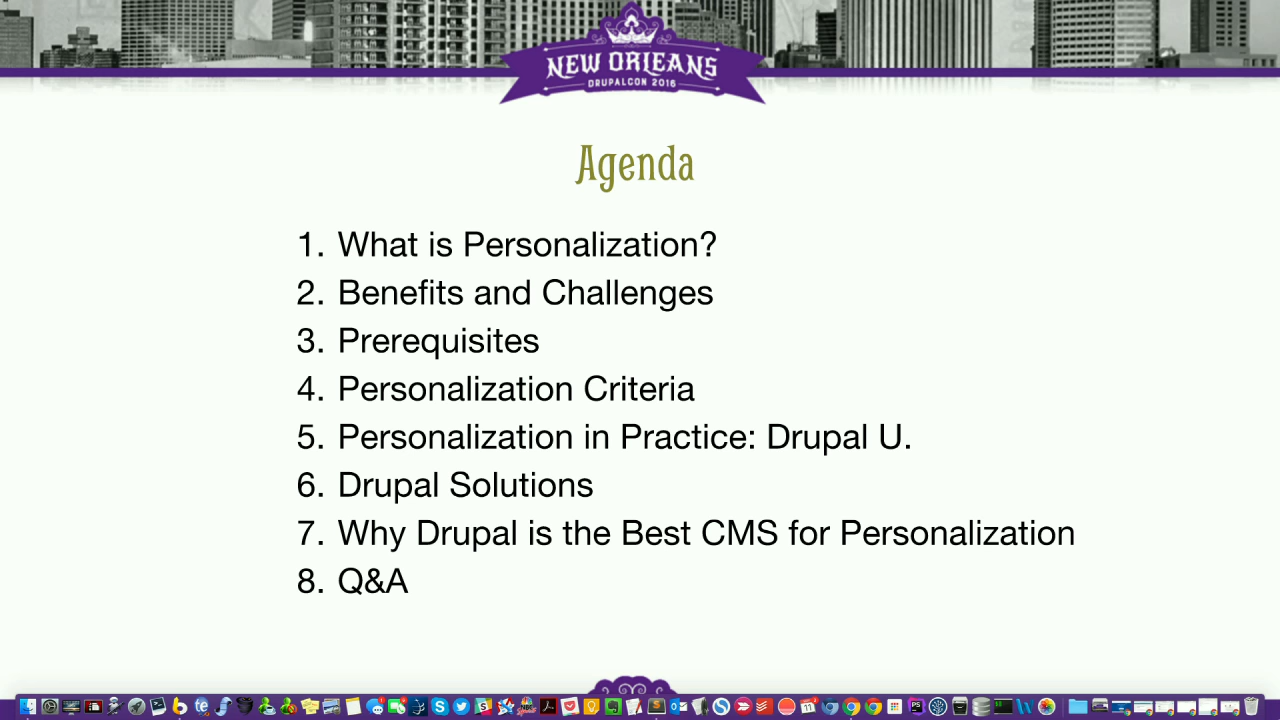 NEW ORLEANS
DRUPALCON 2016
Agenda
1. What is Personalization?
2. Benefits and Challenges
3. Prerequisites
4. Personalization Criteria
5. Personalization in Practice: Drupal U.
6. Drupal Solutions
7. Why Drupal is the Best CMS for Personalization
8. Q&A